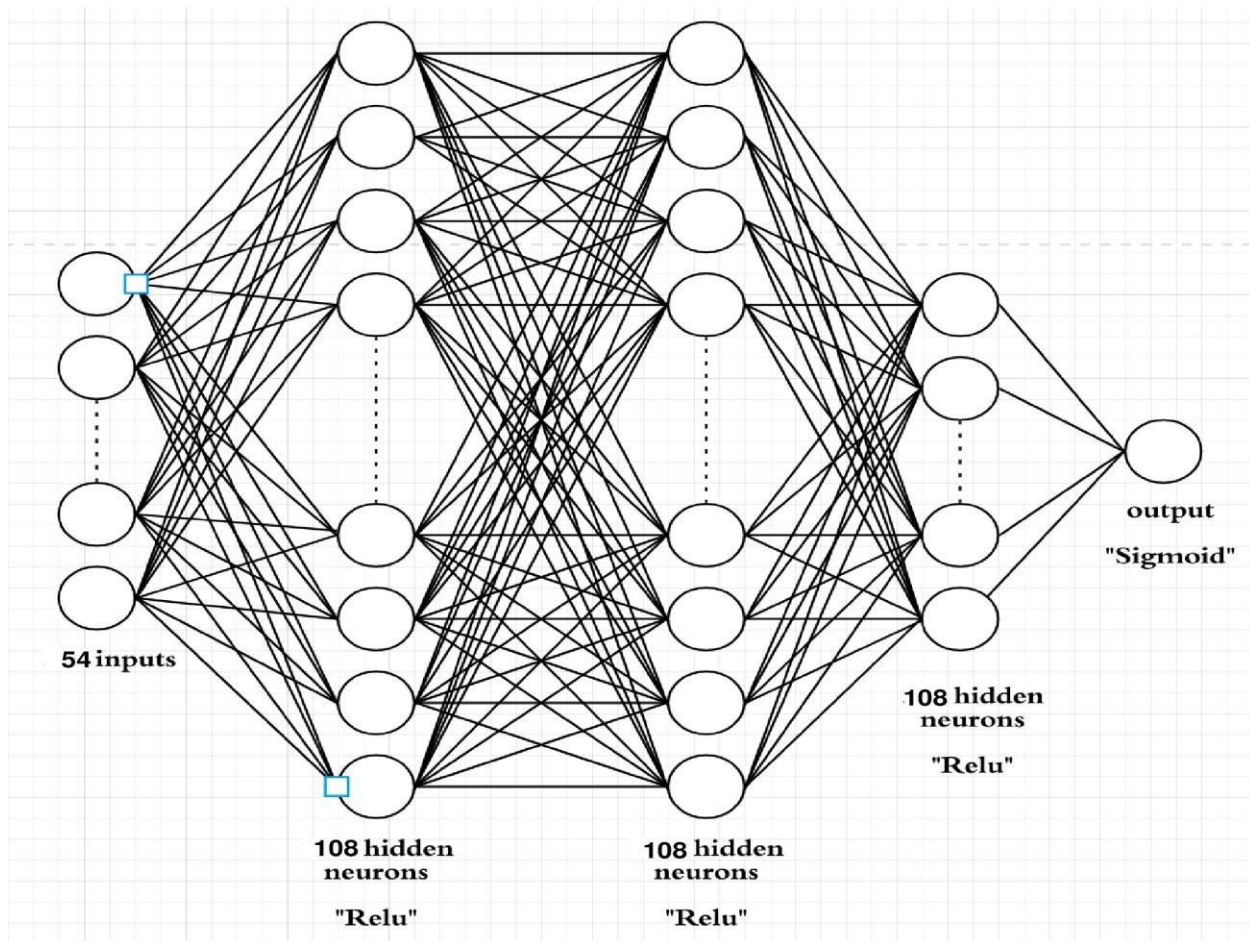 54 inputs
108 hidden
neurons
"Relu"
108 hidden
neurons
"Relu"
108 hidden
neurons
"Relu"
output
"Sigmoid"